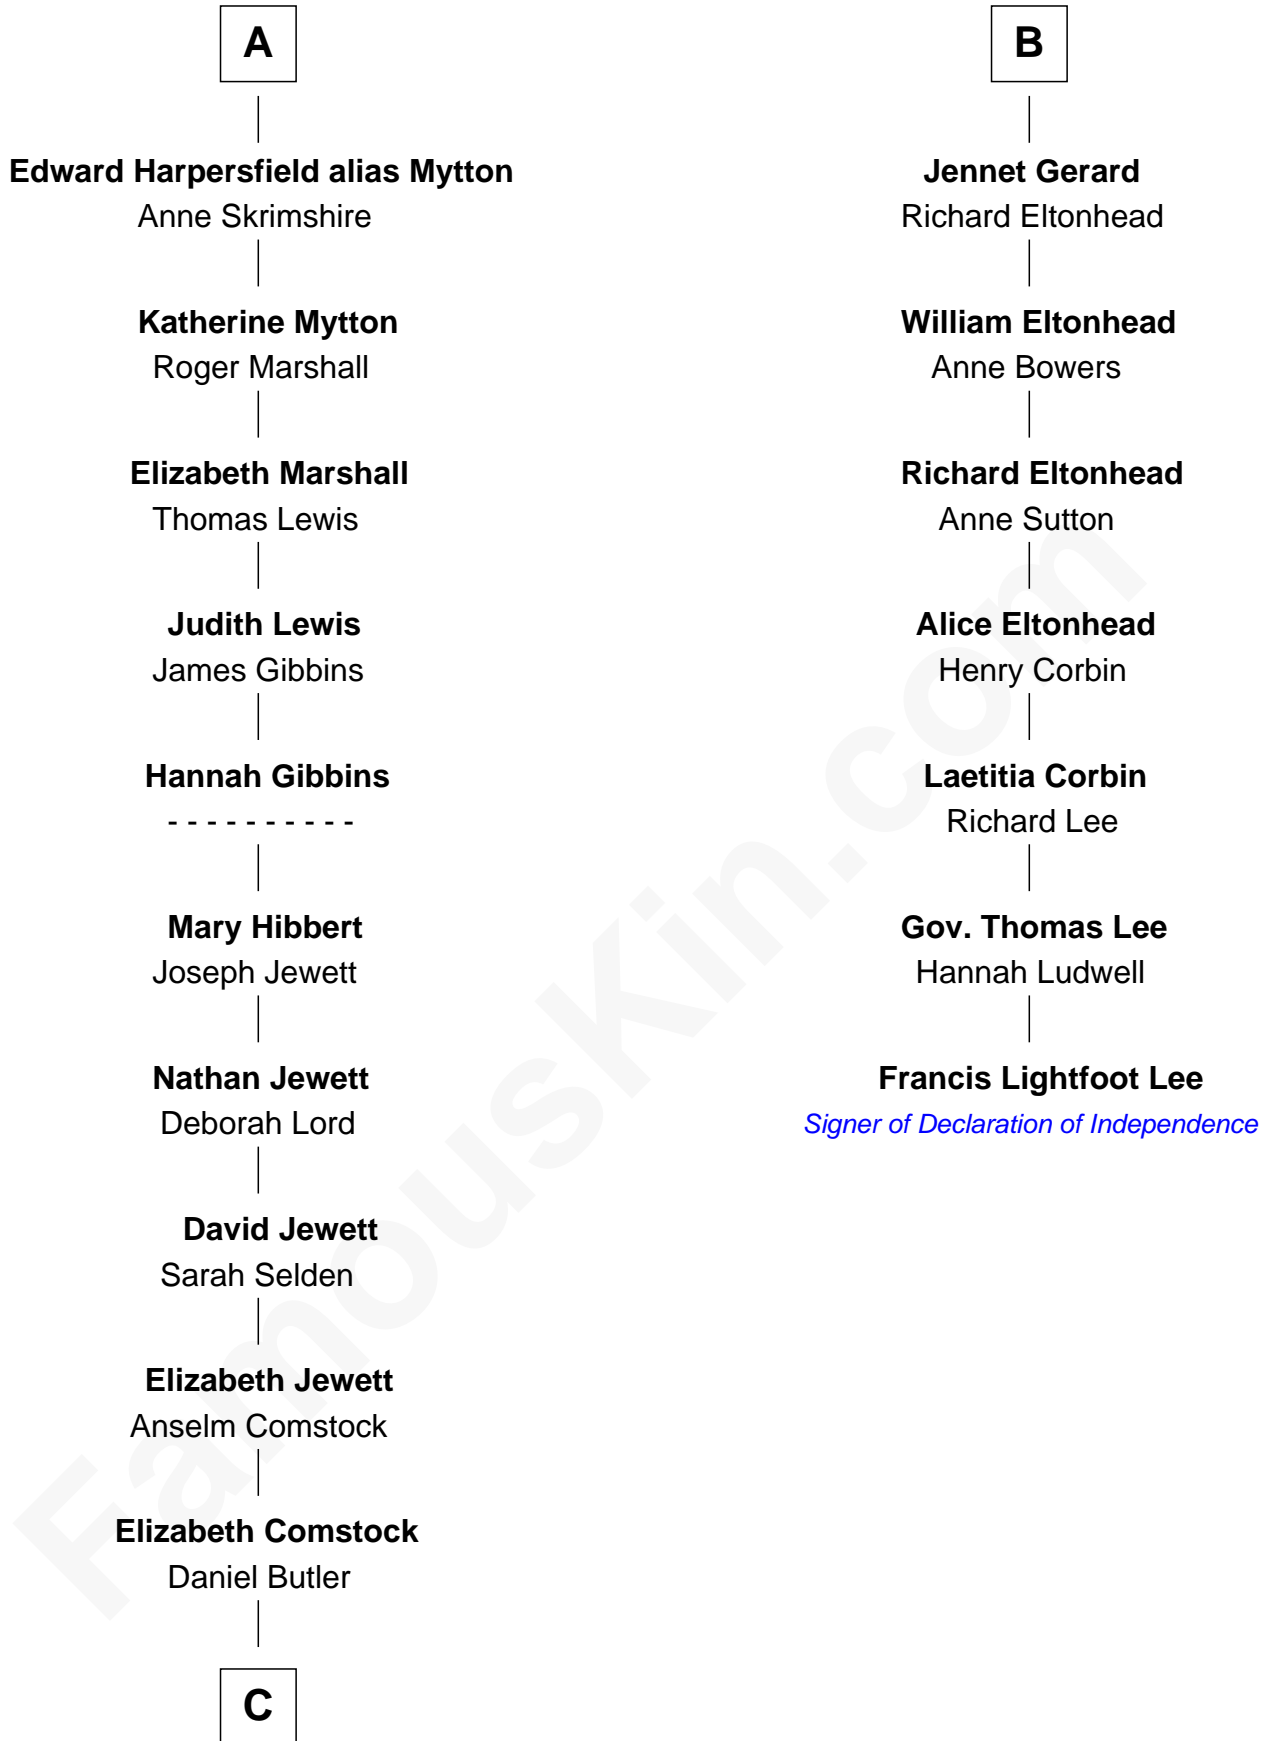 A
Edward Harpersfield alias Mytton
Anne Skrimshire
Katherine Mytton
Roger Marshall
Elizabeth Marshall
Thomas Lewis
Judith Lewis
James Gibbins
Hannah Gibbins
- - - - - - - - - -
Mary Hibbert
Joseph Jewett
Nathan Jewett
Deborah Lord
David Jewett
Sarah Selden
Elizabeth Jewett
Anselm Comstock
Elizabeth Comstock
Daniel Butler
C
B
Jennet Gerard
Richard Eltonhead
William Eltonhead
Anne Bowers
Richard Eltonhead
Anne Sutton
Alice Eltonhead
Henry Corbin
Laetitia Corbin
Richard Lee
Gov. Thomas Lee
Hannah Ludwell
Francis Lightfoot Lee
Signer of Declaration of Independence
FamousKin.com